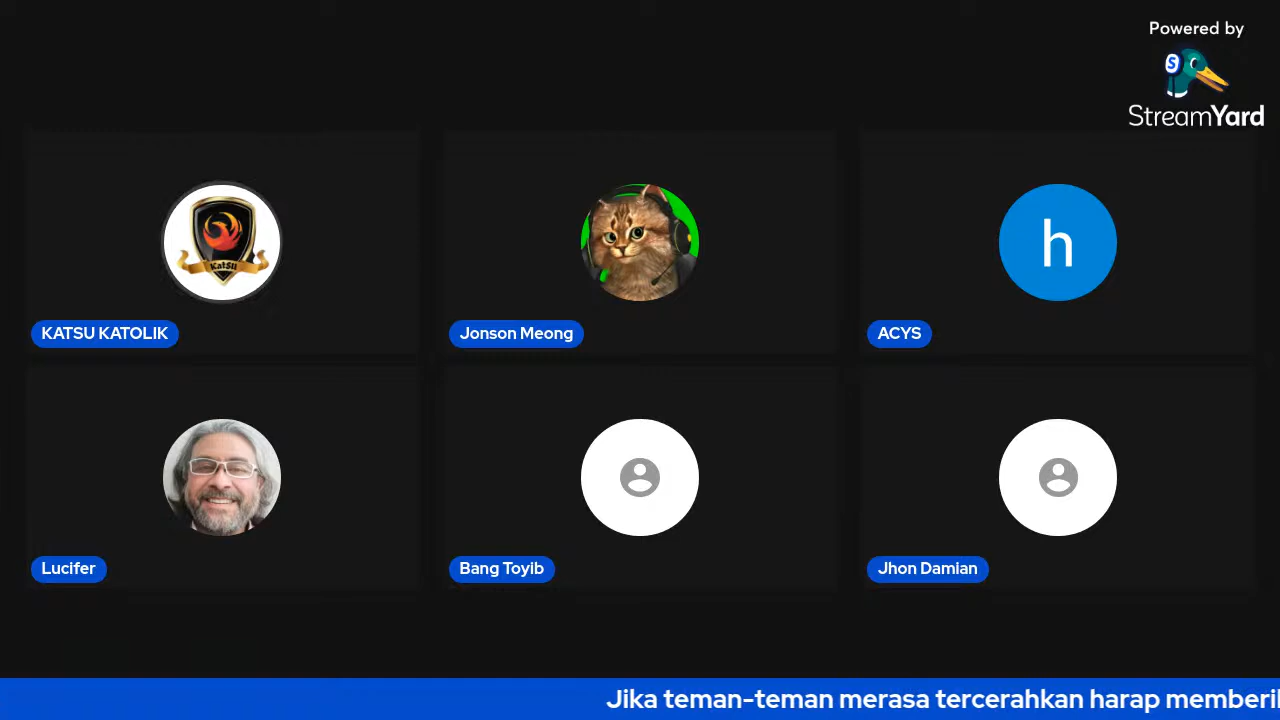 Powered by
S
StreamYard
KatSu
h
KATSU KATOLIK
Jonson Meong
ACYS
Lucifer
Bang Toyib
Jhon Damian
Jika teman-teman merasa tercerahkan harap